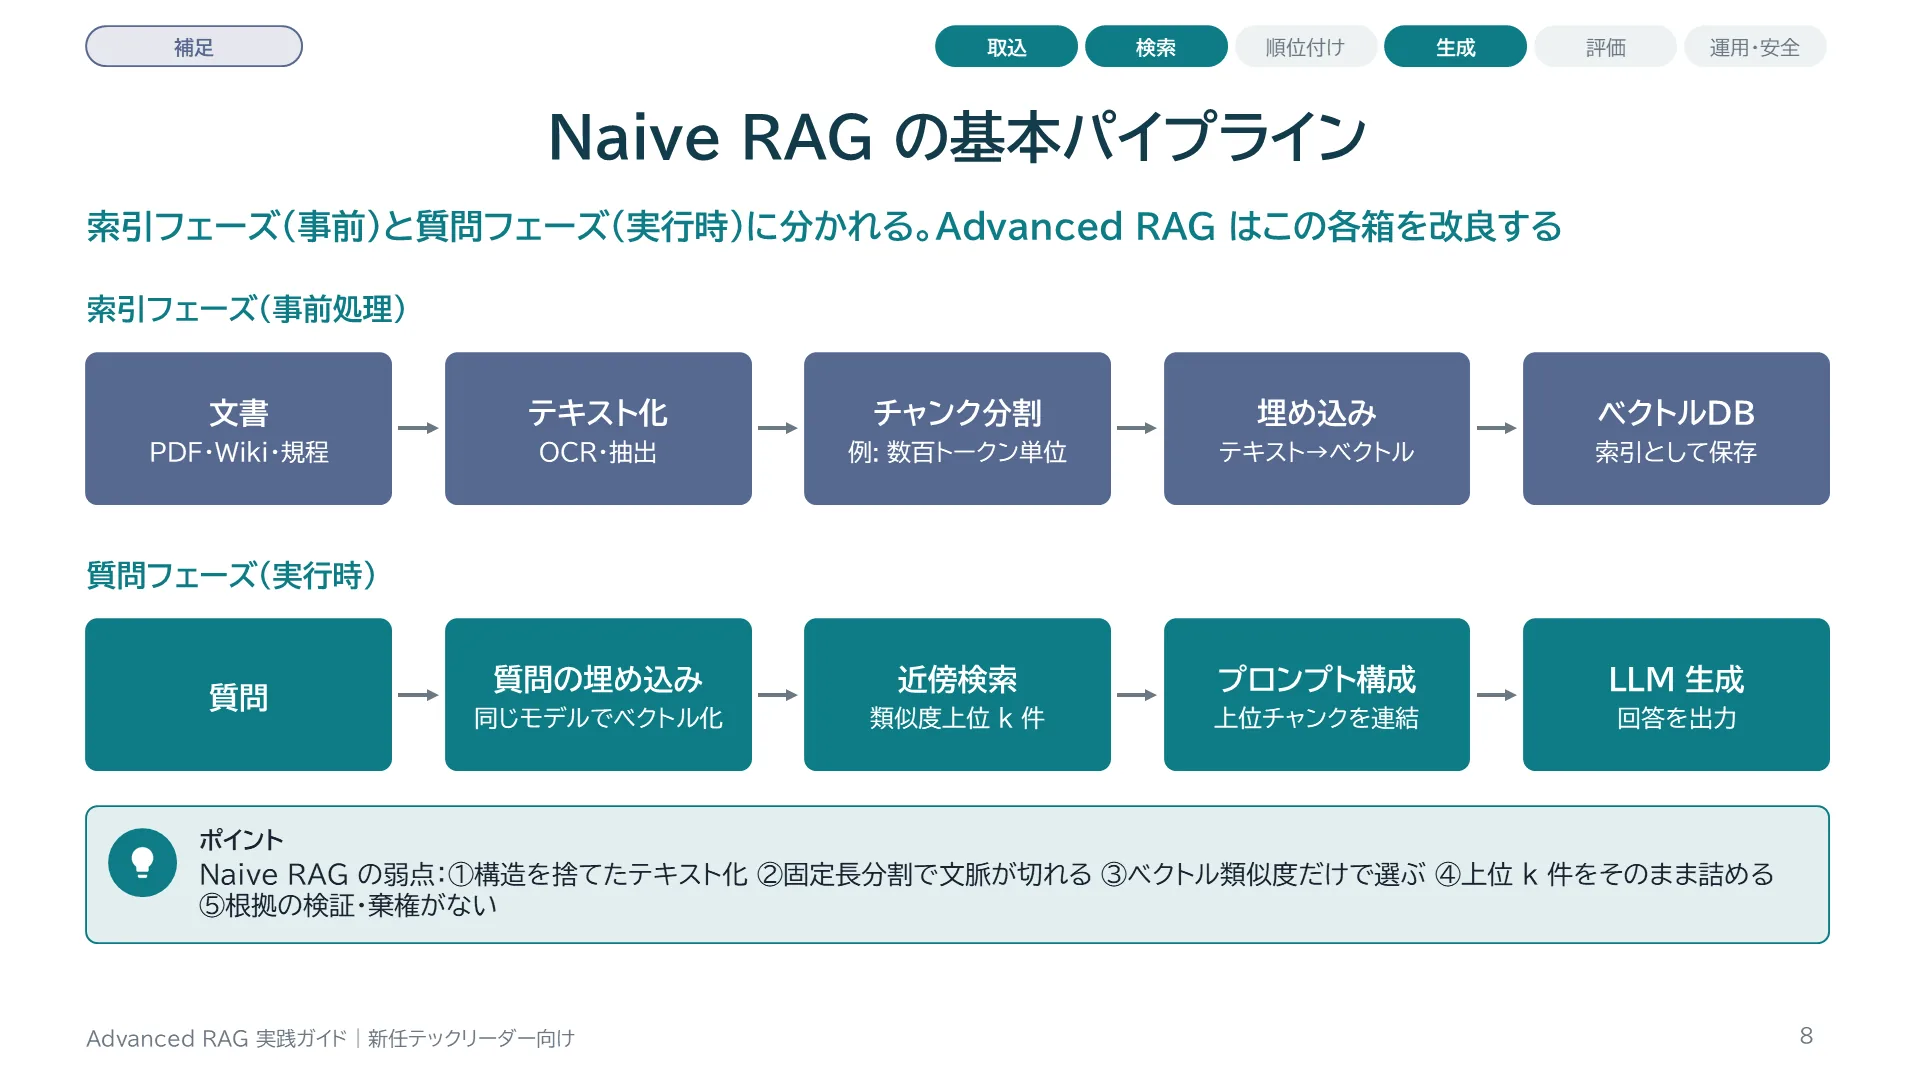 補足
取込
検索
順位付け
生成
評価
運用・安全
Naive RAG の基本パイプライン
索引フェーズ（事前）と質問フェーズ（実行時）に分かれる。Advanced RAG はこの各箱を改良する
索引フェーズ（事前処理）
文書
PDF・Wiki・規程
テキスト化
OCR・抽出
チャンク分割
例: 数百トークン単位
埋め込み
テキスト→ベクトル
ベクトルDB
索引として保存
質問フェーズ（実行時）
質問
質問の埋め込み
同じモデルでベクトル化
近傍検索
類似度上位 k 件
プロンプト構成
上位チャンクを連結
LLM 生成
回答を出力
ポイント
Naive RAG の弱点：①構造を捨てたテキスト化 ②固定長分割で文脈が切れる ③ベクトル類似度だけで選ぶ ④上位 k 件をそのまま詰める
⑤根拠の検証・棄権がない
Advanced RAG 実践ガイド｜新任テックリーダー向け
8